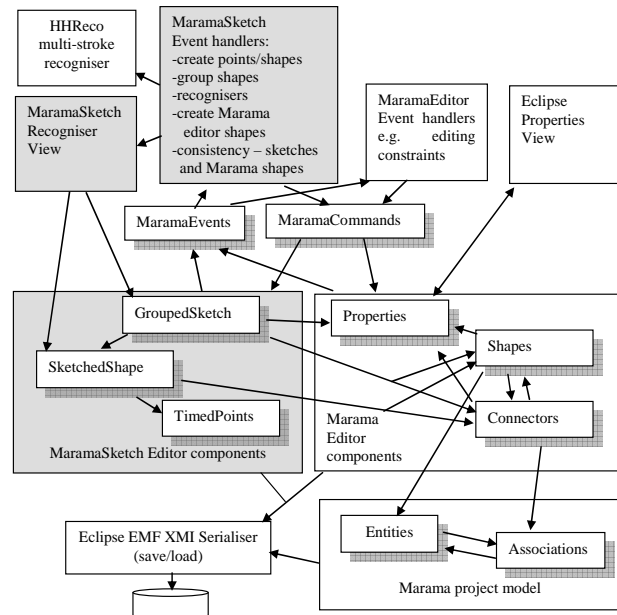 HHReco
multi-stroke
recogniser
MaramaSketch
Event handlers:
-create points/shapes
-group shapes
-recognisers
-create Marama
editor shapes
-consistency – sketches
and Marama shapes
MaramaSketch
Recogniser
View
MaramaEditor
Event handlers
e.g. editing
constraints
Eclipse
Properties
View
MaramaEvents
MaramaCommands
GroupedSketch
SketchedShape
TimedPoints
MaramaSketch Editor components
Properties
Shapes
Connectors
Marama
Editor
components
Eclipse EMF XMI Serialiser
(save/load)
Entities
Associations
Marama project model